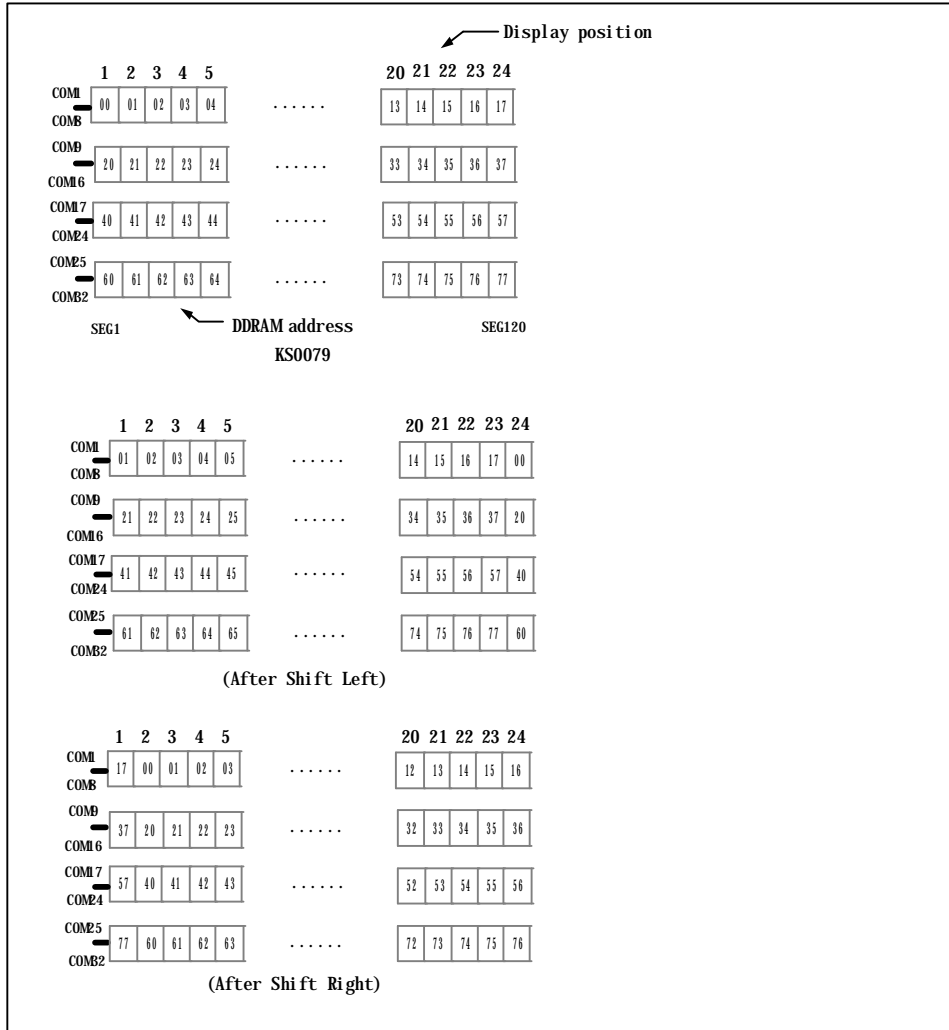 Display position
1 2 3 4 5 20 21 22 23 24
COM1
00 01 02 03 04 ...... 13 14 15 16 17
COM8
COM9
20 21 22 23 24 ...... 33 34 35 36 37
COM16
COM17
40 41 42 43 44 ...... 53 54 55 56 57
COM24
COM25
60 61 62 63 64 ...... 73 74 75 76 77
COM32
SEG1 DDRAM address SEG120
KS0079
1 2 3 4 5 20 21 22 23 24
COM1
01 02 03 04 05 ...... 14 15 16 17 00
COM8
COM9
21 22 23 24 25 ...... 34 35 36 37 20
COM16
COM17
41 42 43 44 45 ...... 54 55 56 57 40
COM24
COM25
61 62 63 64 65 ...... 74 75 76 77 60
COM32
(After Shift Left)
1 2 3 4 5 20 21 22 23 24
COM1
17 00 01 02 03 ...... 12 13 14 15 16
COM8
COM9
37 20 21 22 23 ...... 32 33 34 35 36
COM16
COM17
57 40 41 42 43 ...... 52 53 54 55 56
COM24
COM25
77 60 61 62 63 ...... 72 73 74 75 76
COM32
(After Shift Right)